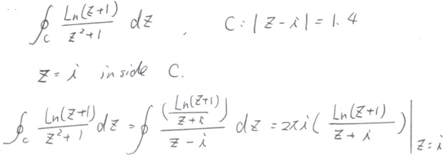 ∮_C Ln(z+1)/(z²+1) dz , C: |z-i| = 1.4
z=i inside C.
∮_C Ln(z+1)/(z²+1) dz = ∮ (Ln(z+1)/(z+i))/(z-i) dz = 2πi (Ln(z+1)/(z+i))|_{z=i}